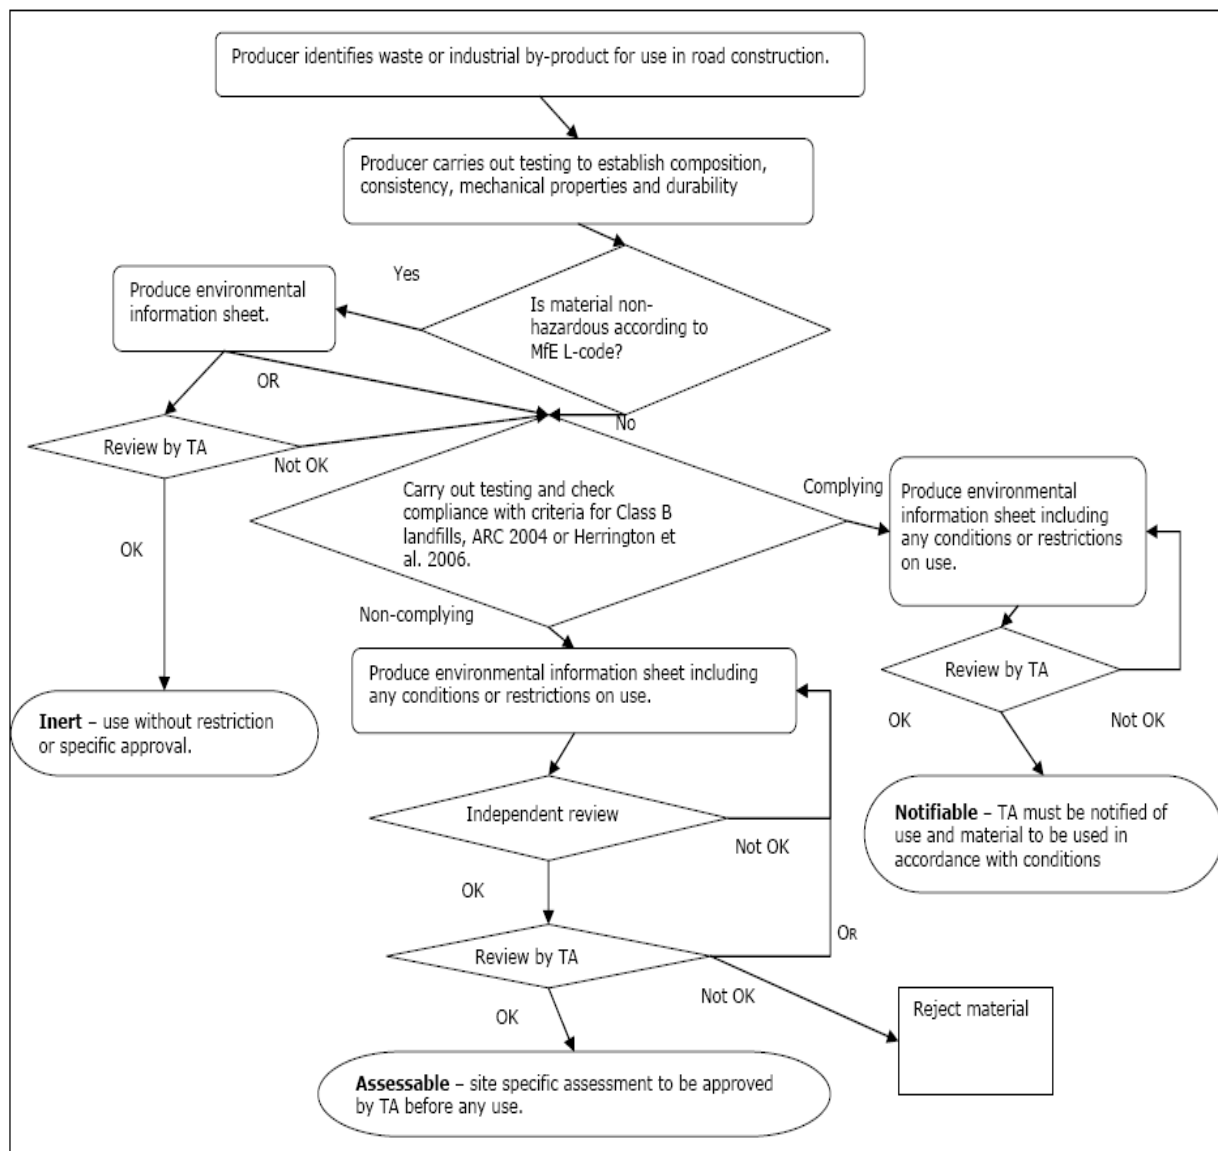 Producer identifies waste or industrial by-product for use in road construction.
Producer carries out testing to establish composition,
consistency, mechanical properties and durability
Yes
Produce environmental
information sheet.
Is material non-
hazardous according to
MfE L-code?
OR
No
Review by TA
Not OK
OK
Carry out testing and check
compliance with criteria for Class B
landfills, ARC 2004 or Herrington et
al. 2006.
Complying
Produce environmental
information sheet including
any conditions or restrictions
on use.
Non-complying
Produce environmental information sheet including
any conditions or restrictions on use.
Review by TA
OK
Not OK
Inert – use without restriction
or specific approval.
Independent review
Not OK
OK
Notifiable – TA must be notified of
use and material to be used in
accordance with conditions
Review by TA
OR
Not OK
OK
Reject material
Assessable – site specific assessment to be approved
by TA before any use.